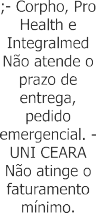 ;- Corpho, Pro
Health e
Integralmed
Não atende o
prazo de
entrega,
pedido
emergencial. -
UNI CEARA
Não atinge o
faturamento
mínimo.